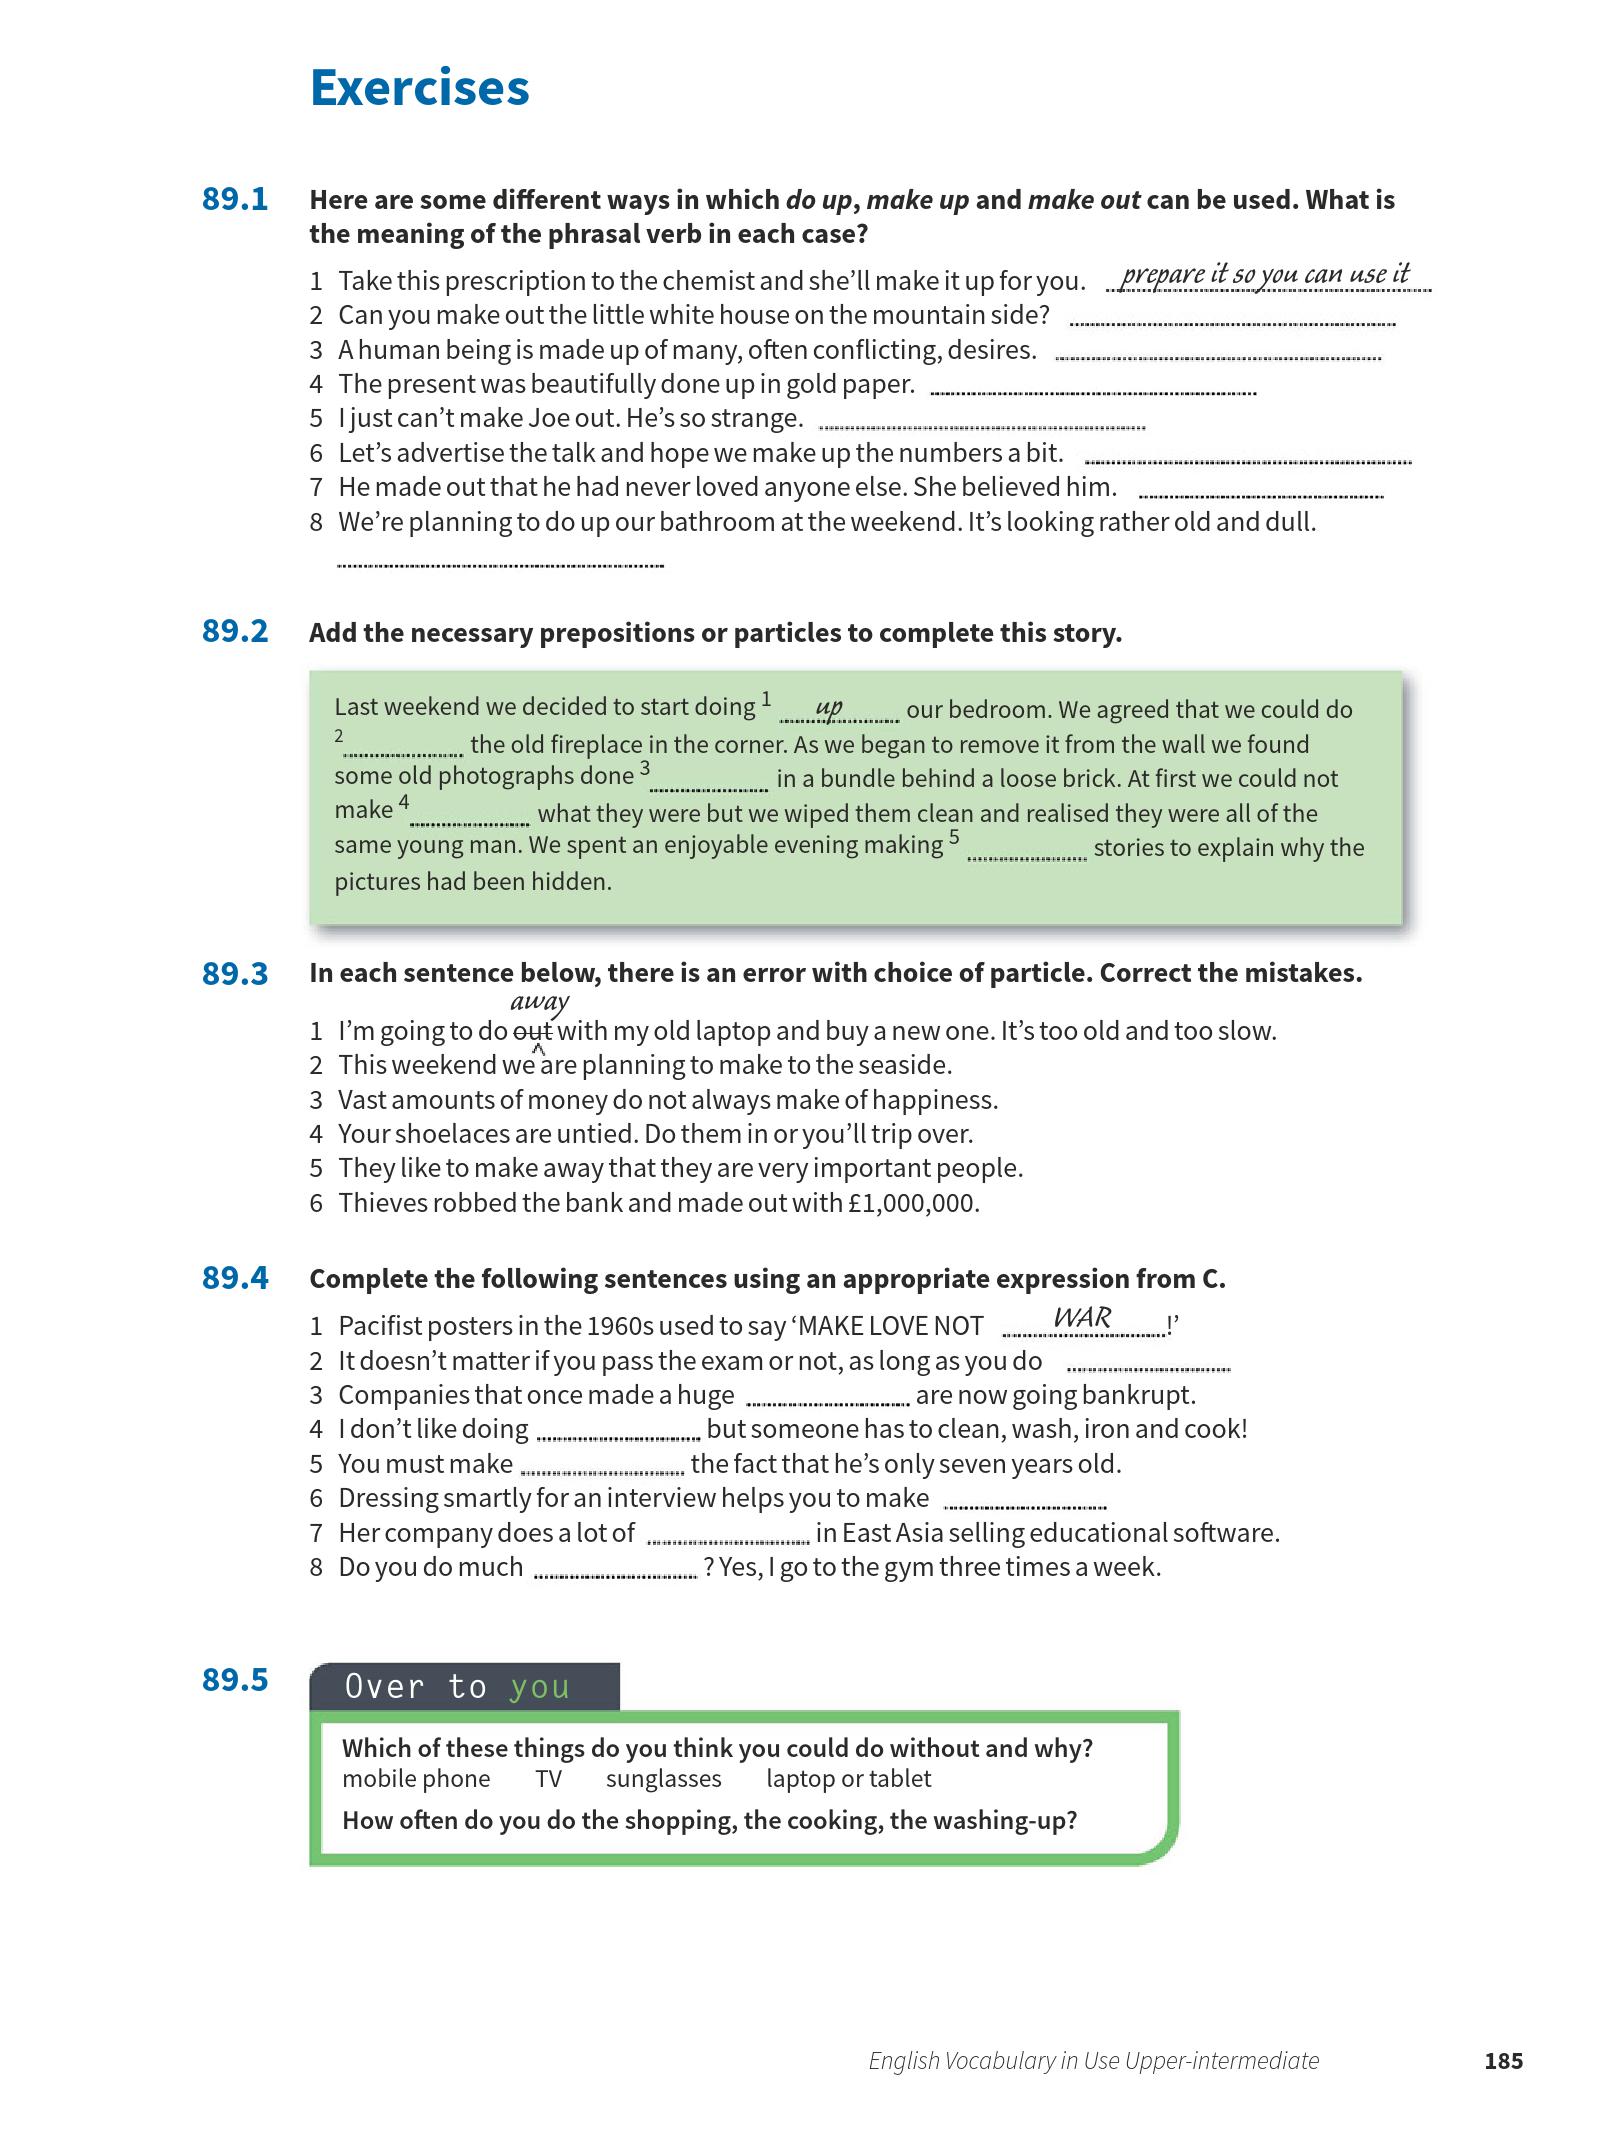 Exercises
89.1 Here are some different ways in which do up, make up and make out can be used. What is
the meaning of the phrasal verb in each case?
1 Take this prescription to the chemist and she’ll make it up for you. prepare it so you can use it
2 Can you make out the little white house on the mountain side?
3 A human being is made up of many, often conflicting, desires.
4 The present was beautifully done up in gold paper.
5 I just can’t make Joe out. He’s so strange.
6 Let’s advertise the talk and hope we make up the numbers a bit.
7 He made out that he had never loved anyone else. She believed him.
8 We’re planning to do up our bathroom at the weekend. It’s looking rather old and dull.
89.2 Add the necessary prepositions or particles to complete this story.
Last weekend we decided to start doing 1 up our bedroom. We agreed that we could do
2 the old fireplace in the corner. As we began to remove it from the wall we found
some old photographs done 3 in a bundle behind a loose brick. At first we could not
make 4 what they were but we wiped them clean and realised they were all of the
same young man. We spent an enjoyable evening making 5 stories to explain why the
pictures had been hidden.
89.3 In each sentence below, there is an error with choice of particle. Correct the mistakes.
away
1 I’m going to do out with my old laptop and buy a new one. It’s too old and too slow.
2 This weekend we are planning to make to the seaside.
3 Vast amounts of money do not always make of happiness.
4 Your shoelaces are untied. Do them in or you’ll trip over.
5 They like to make away that they are very important people.
6 Thieves robbed the bank and made out with £1,000,000.
89.4 Complete the following sentences using an appropriate expression from C.
1 Pacifist posters in the 1960s used to say ‘MAKE LOVE NOT WAR !’
2 It doesn’t matter if you pass the exam or not, as long as you do
3 Companies that once made a huge are now going bankrupt.
4 I don’t like doing but someone has to clean, wash, iron and cook!
5 You must make the fact that he’s only seven years old.
6 Dressing smartly for an interview helps you to make
7 Her company does a lot of in East Asia selling educational software.
8 Do you do much ? Yes, I go to the gym three times a week.
89.5 Over to you
Which of these things do you think you could do without and why?
mobile phone TV sunglasses laptop or tablet
How often do you do the shopping, the cooking, the washing-up?
English Vocabulary in Use Upper-intermediate 185